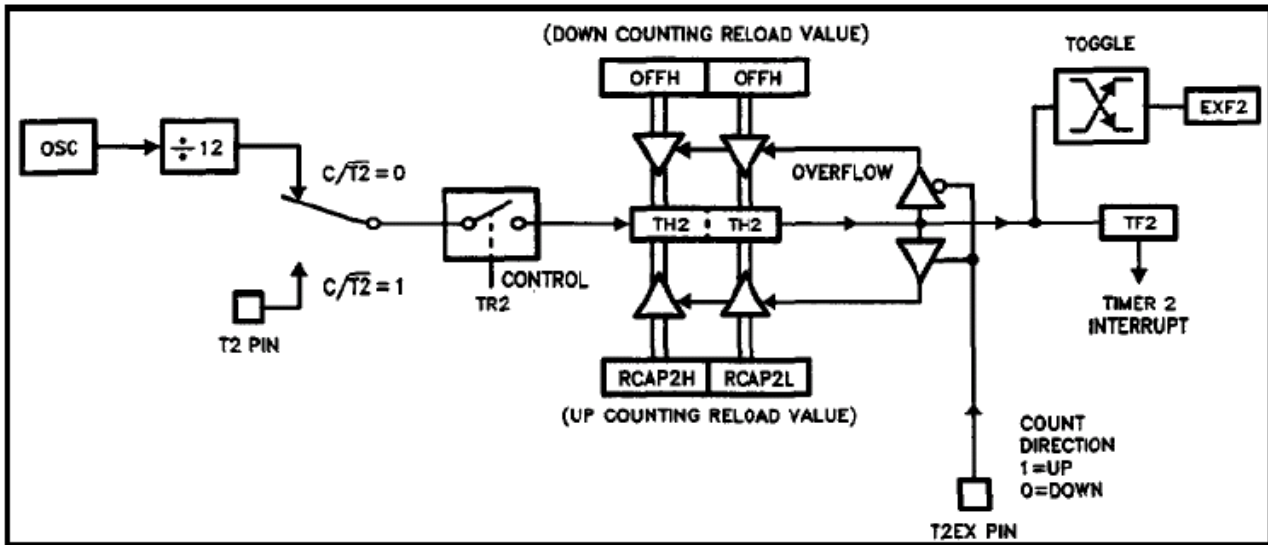 (DOWN COUNTING RELOAD VALUE)
OFFH OFFH
TOGGLE
EXF2
OSC
÷12
C/T2̅=0
OVERFLOW
TH2 TH2
TF2
CONTROL
TR2
C/T2̅=1
T2 PIN
TIMER 2
INTERRUPT
RCAP2H RCAP2L
(UP COUNTING RELOAD VALUE)
COUNT
DIRECTION
1=UP
0=DOWN
T2EX PIN